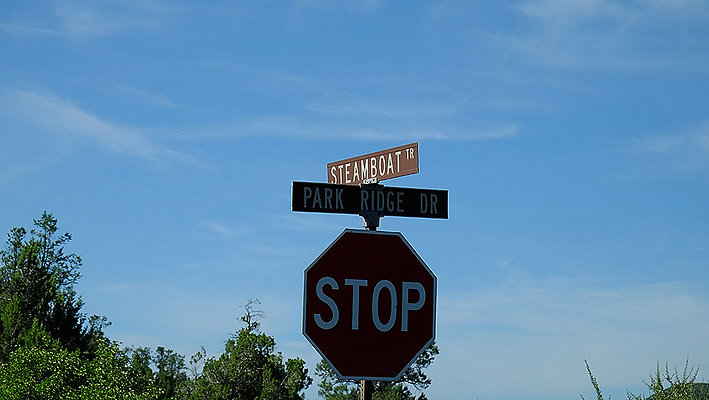 STEAMBOAT TR
PARK RIDGE DR
STOP